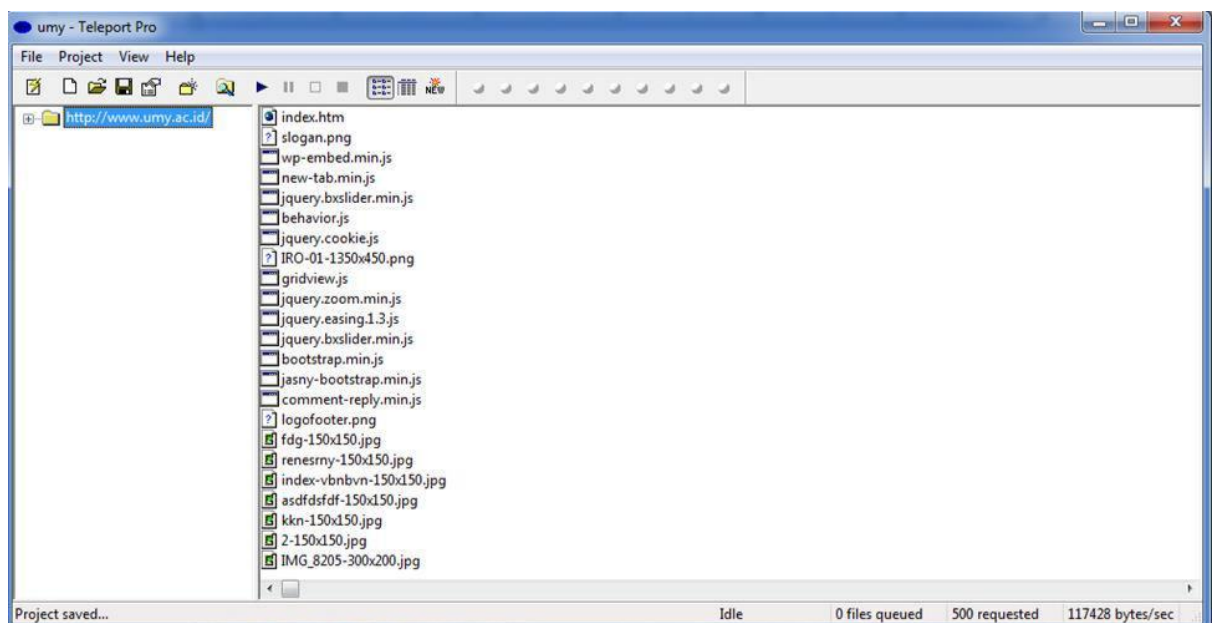 umy - Teleport Pro
File Project View Help
NEW
http://www.umy.ac.id/
index.htm
slogan.png
wp-embed.min.js
new-tab.min.js
jquery.bxslider.min.js
behavior.js
jquery.cookie.js
IRO-01-1350x450.png
gridview.js
jquery.zoom.min.js
jquery.easing.1.3.js
jquery.bxslider.min.js
bootstrap.min.js
jasny-bootstrap.min.js
comment-reply.min.js
logofooter.png
fdg-150x150.jpg
renesrny-150x150.jpg
index-vbnbvn-150x150.jpg
asdfdsfdf-150x150.jpg
kkn-150x150.jpg
2-150x150.jpg
IMG_8205-300x200.jpg
Project saved... Idle 0 files queued 500 requested 117428 bytes/sec